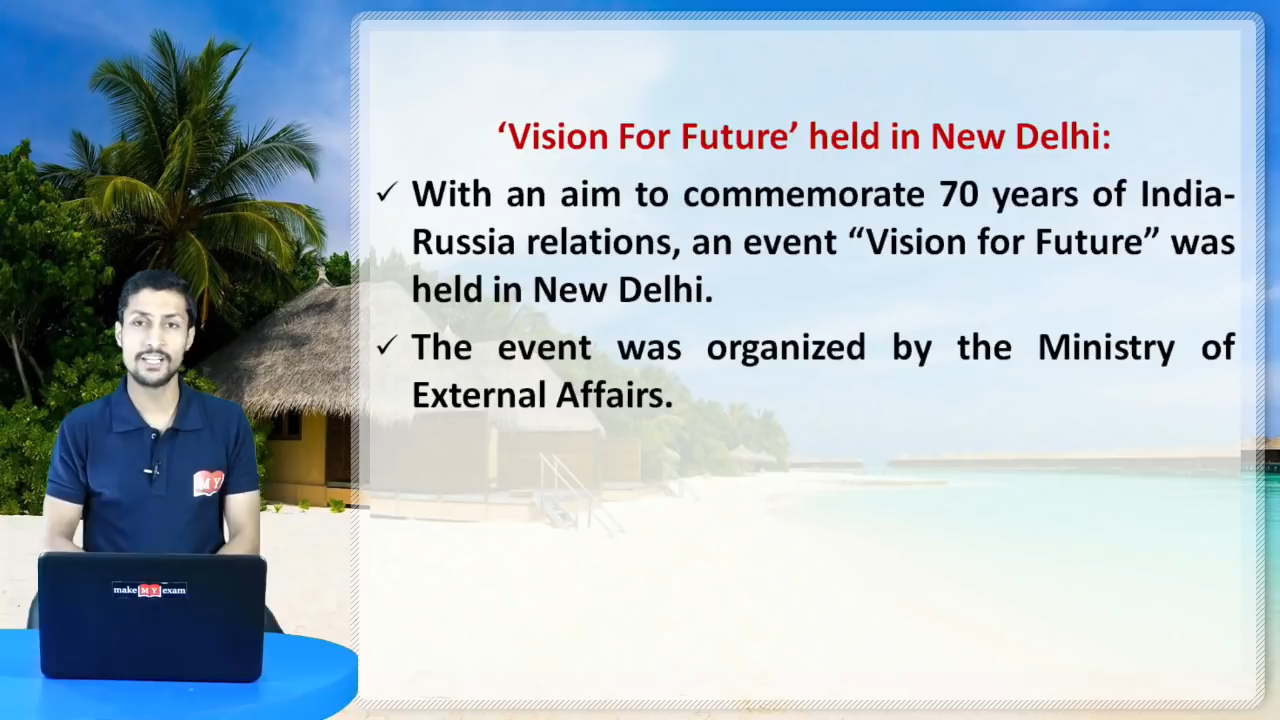 ‘Vision For Future’ held in New Delhi:
✓ With an aim to commemorate 70 years of India-
Russia relations, an event “Vision for Future” was
held in New Delhi.
✓ The event was organized by the Ministry of
External Affairs.
MY
make MY exam